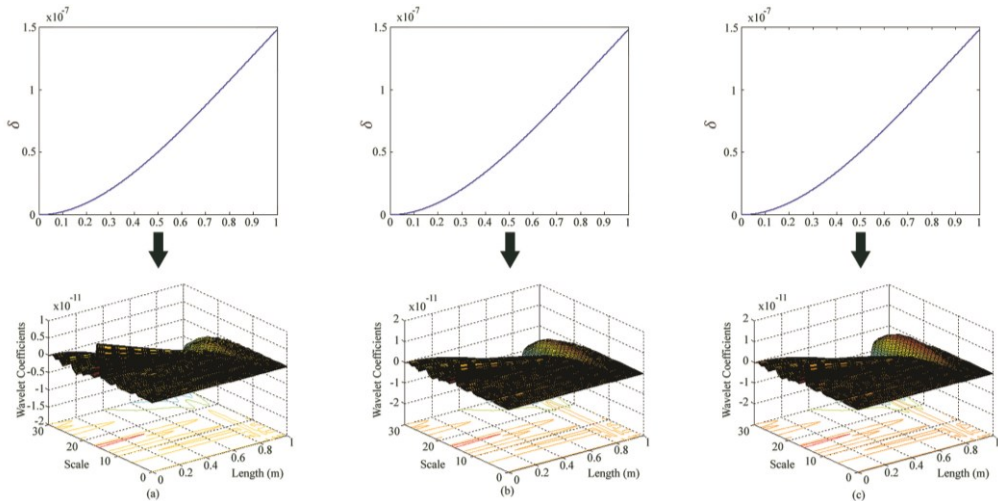 x10-7
1.5
1
0.5
0
δ
0 0.1 0.2 0.3 0.4 0.5 0.6 0.7 0.8 0.9 1
x10-7
1.5
1
0.5
0
δ
0 0.1 0.2 0.3 0.4 0.5 0.6 0.7 0.8 0.9 1
x10-7
1.5
1
0.5
0
δ
0 0.1 0.2 0.3 0.4 0.5 0.6 0.7 0.8 0.9 1
x10-11
Wavelet Coefficients
1
0.5
0
-0.5
-1
-1.5
-2
30
20
10
0
Scale
0 0.2 0.4 0.6 0.8 1
Length (m)
(a)
x10-11
Wavelet Coefficients
2
1
0
-1
-2
30
20
10
0
Scale
0 0.2 0.4 0.6 0.8 1
Length (m)
(b)
x10-11
Wavelet Coefficients
2
1
0
-1
-2
30
20
10
0
Scale
0 0.2 0.4 0.6 0.8 1
Length (m)
(c)